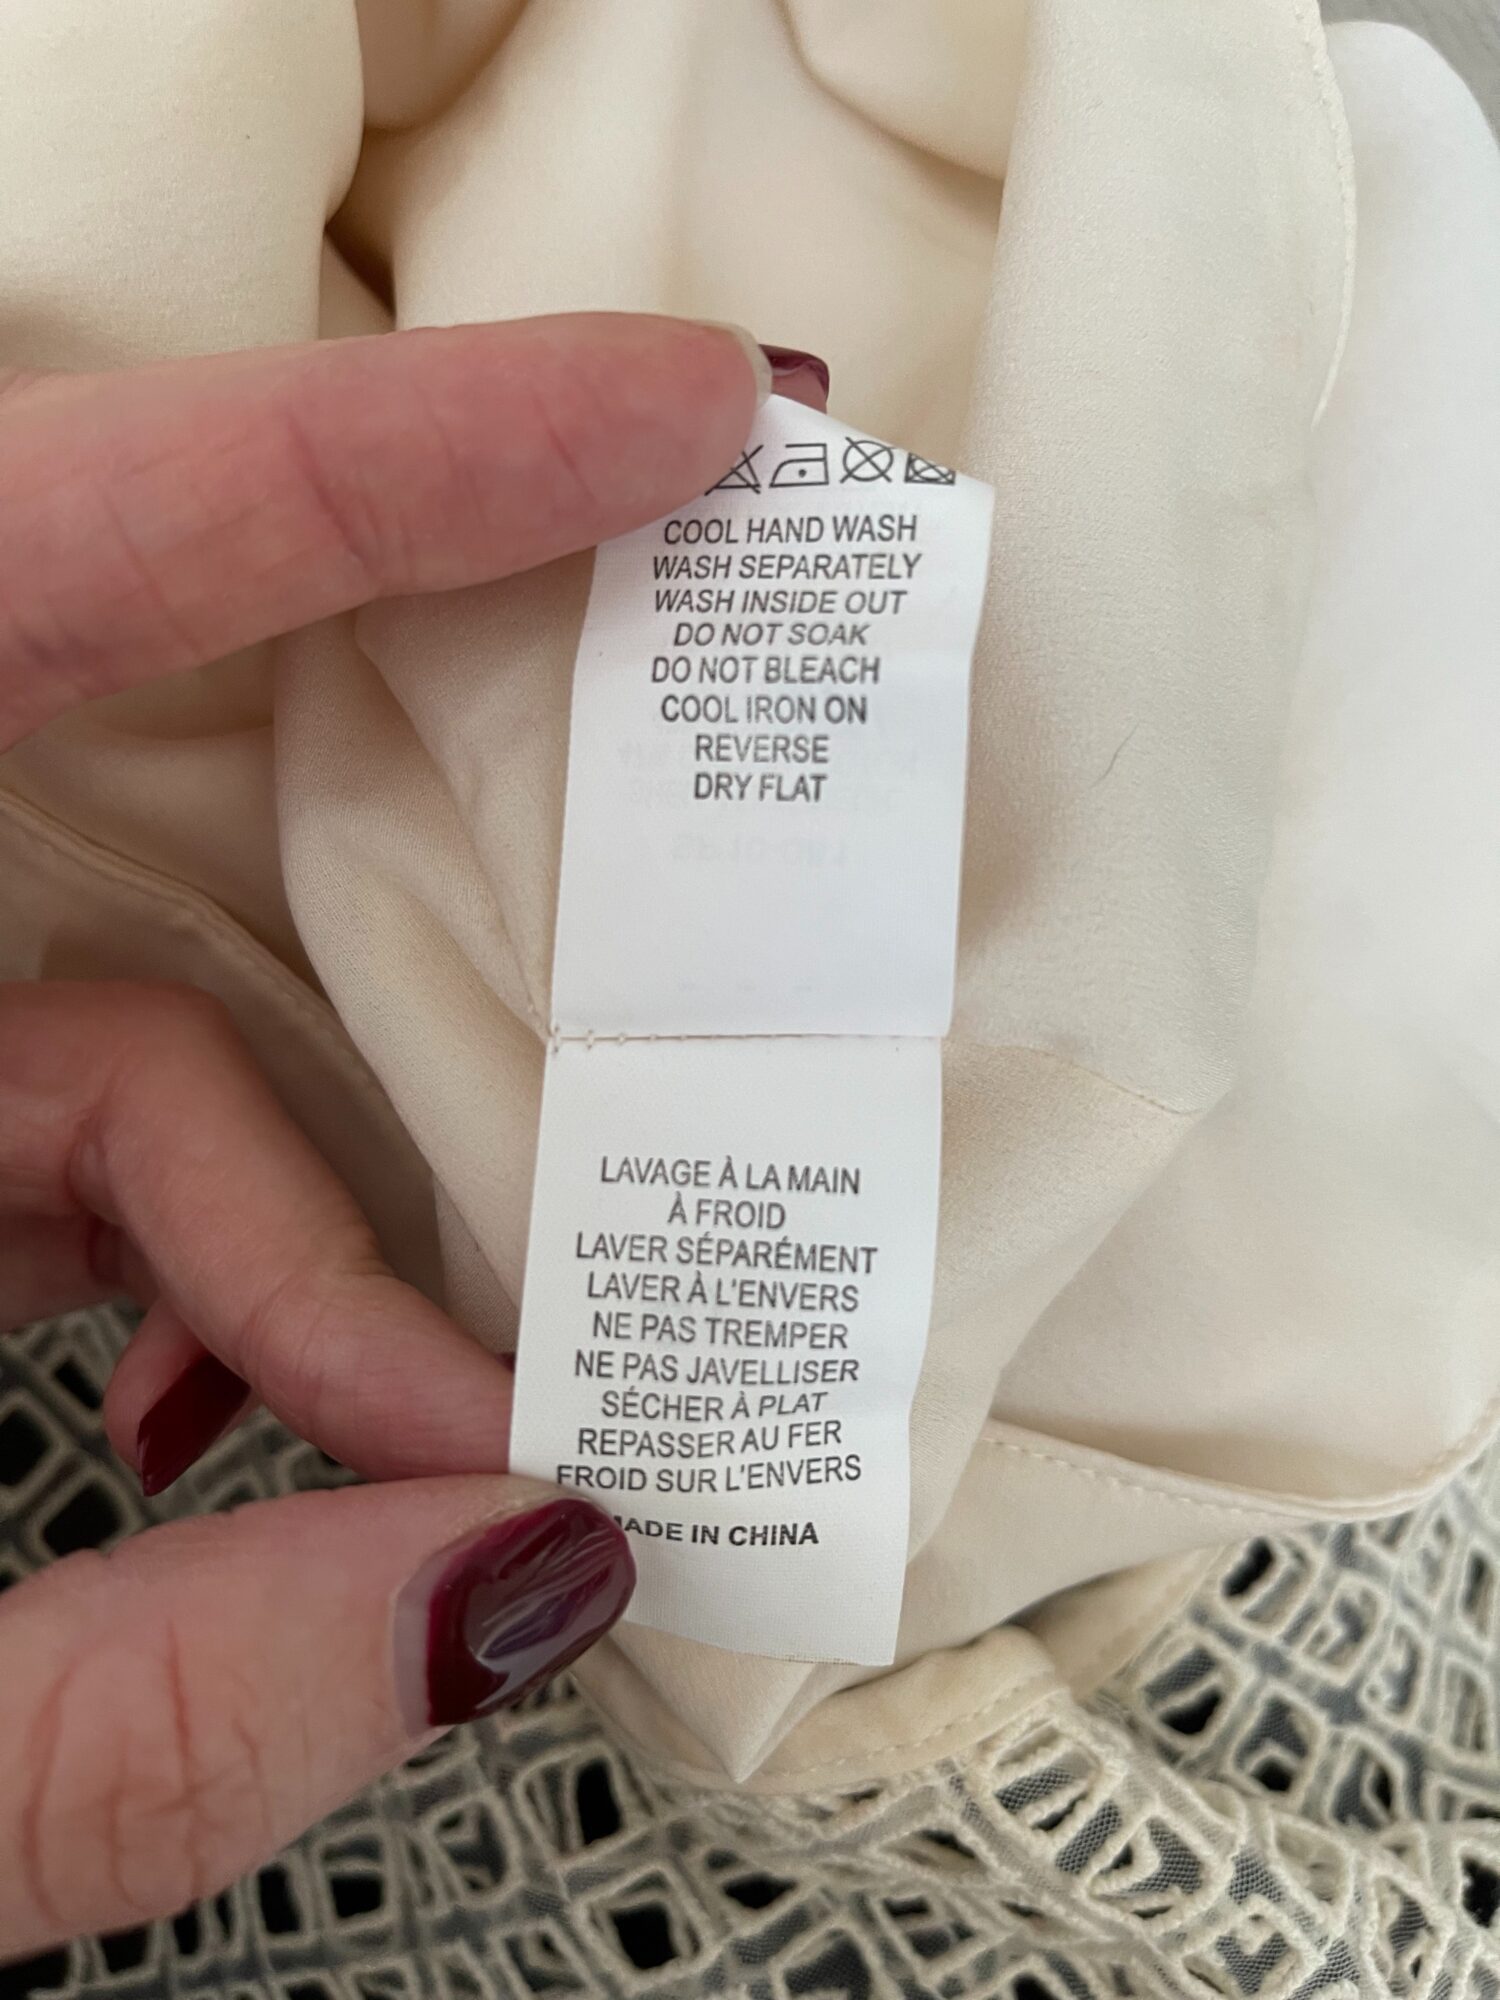 COOL HAND WASH
WASH SEPARATELY
WASH INSIDE OUT
DO NOT SOAK
DO NOT BLEACH
COOL IRON ON
REVERSE
DRY FLAT
LAVAGE À LA MAIN
À FROID
LAVER SÉPARÉMENT
LAVER À L'ENVERS
NE PAS TREMPER
NE PAS JAVELLISER
SÉCHER À PLAT
REPASSER AU FER
FROID SUR L'ENVERS
MADE IN CHINA